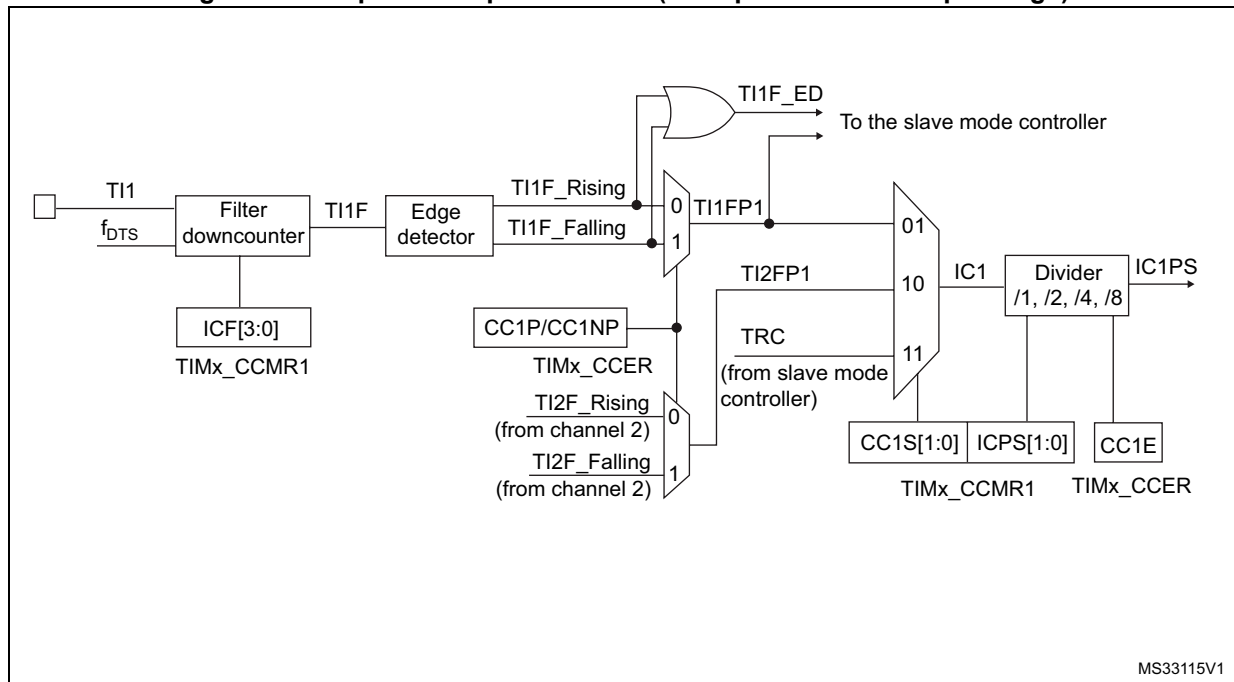 TI1F_ED
To the slave mode controller
TI1
f_DTS
Filter
downcounter
TI1F
Edge
detector
TI1F_Rising
TI1F_Falling
0
1
TI1FP1
01
10
11
TI2FP1
TRC
(from slave mode
controller)
IC1
Divider
/1, /2, /4, /8
IC1PS
ICF[3:0]
TIMx_CCMR1
CC1P/CC1NP
TIMx_CCER
TI2F_Rising
(from channel 2)
TI2F_Falling
(from channel 2)
0
1
CC1S[1:0]
ICPS[1:0]
CC1E
TIMx_CCMR1
TIMx_CCER
MS33115V1